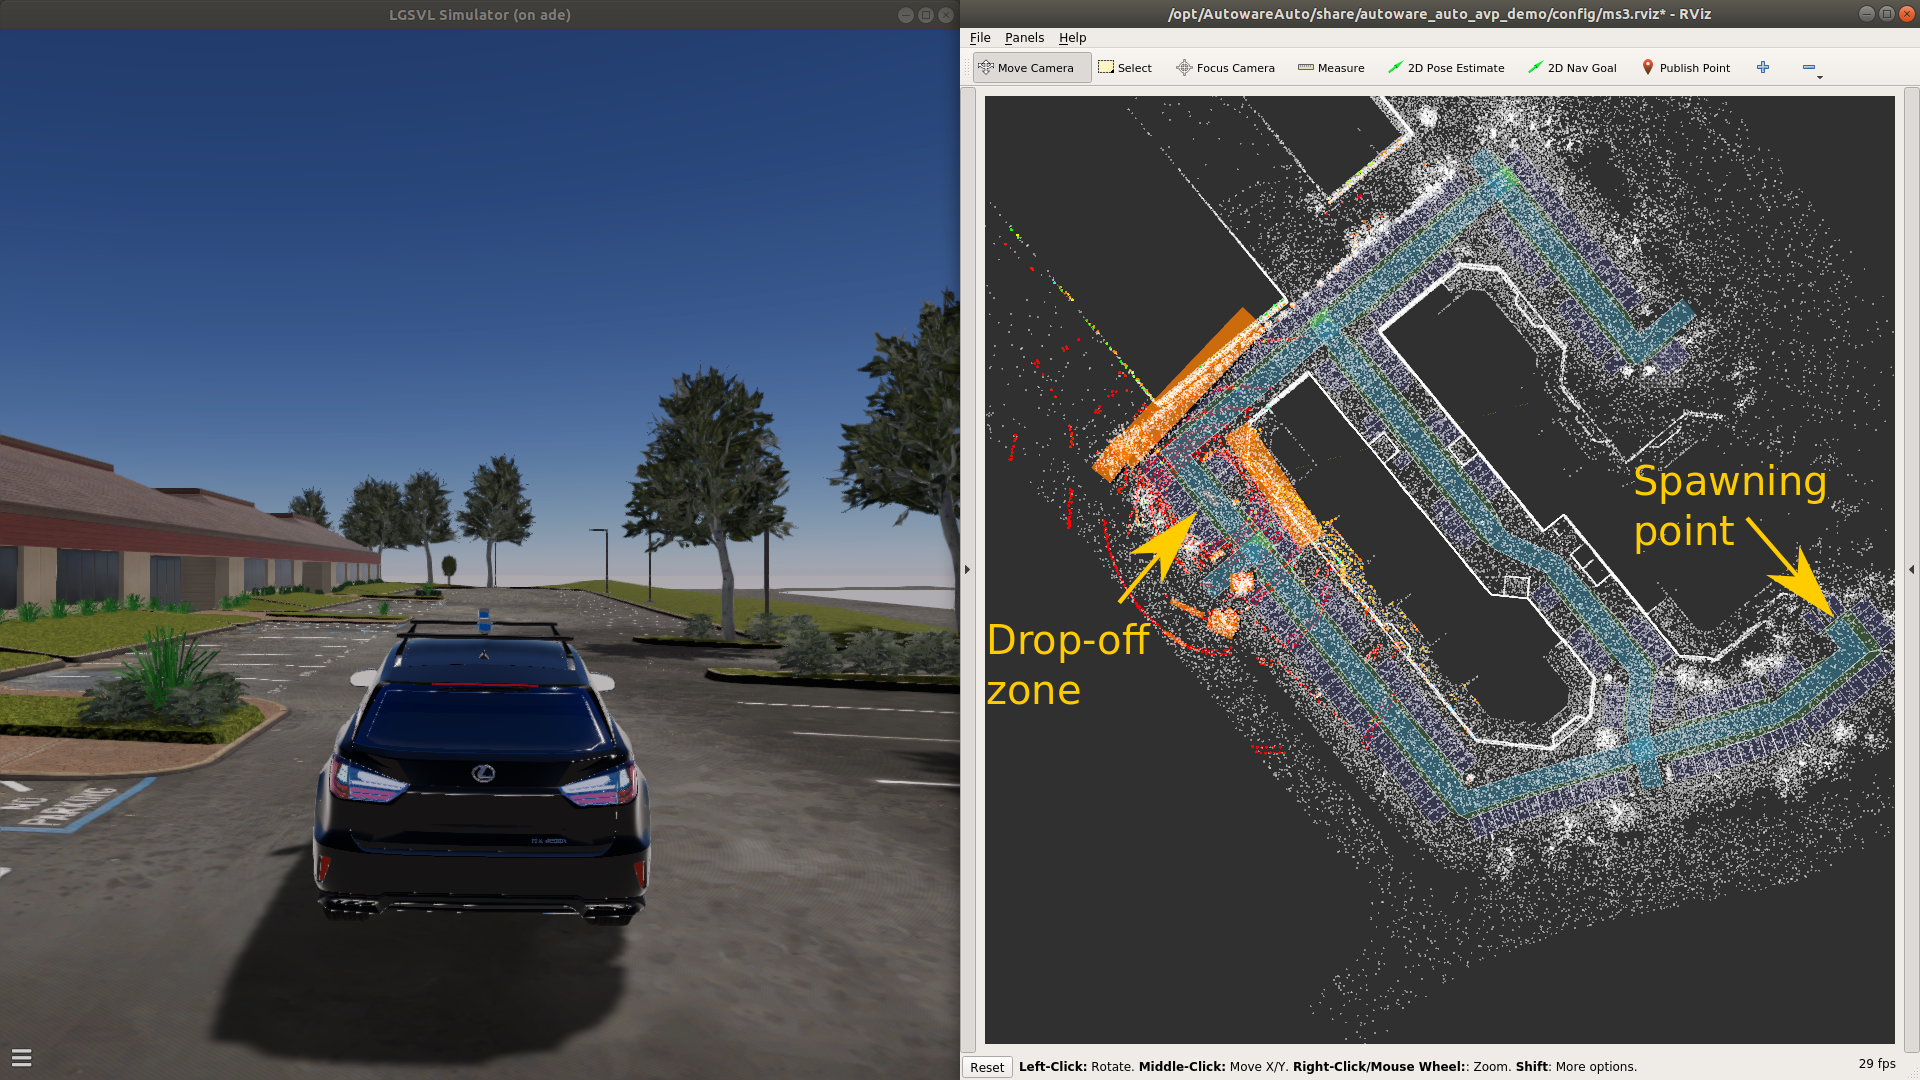 LGSVL Simulator (on ade)
NO
PARKING
/opt/AutowareAuto/share/autoware_auto_avp_demo/config/ms3.rviz* - RViz
File Panels Help
Move Camera Select Focus Camera Measure 2D Pose Estimate 2D Nav Goal Publish Point
Spawning
point
Drop-off
zone
Reset Left-Click: Rotate. Middle-Click: Move X/Y. Right-Click/Mouse Wheel:: Zoom. Shift: More options. 29 fps